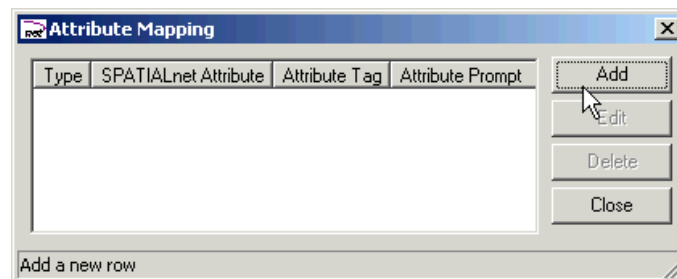 Attribute Mapping
Type SPATIALnet Attribute Attribute Tag Attribute Prompt
Add
Edit
Delete
Close
Add a new row